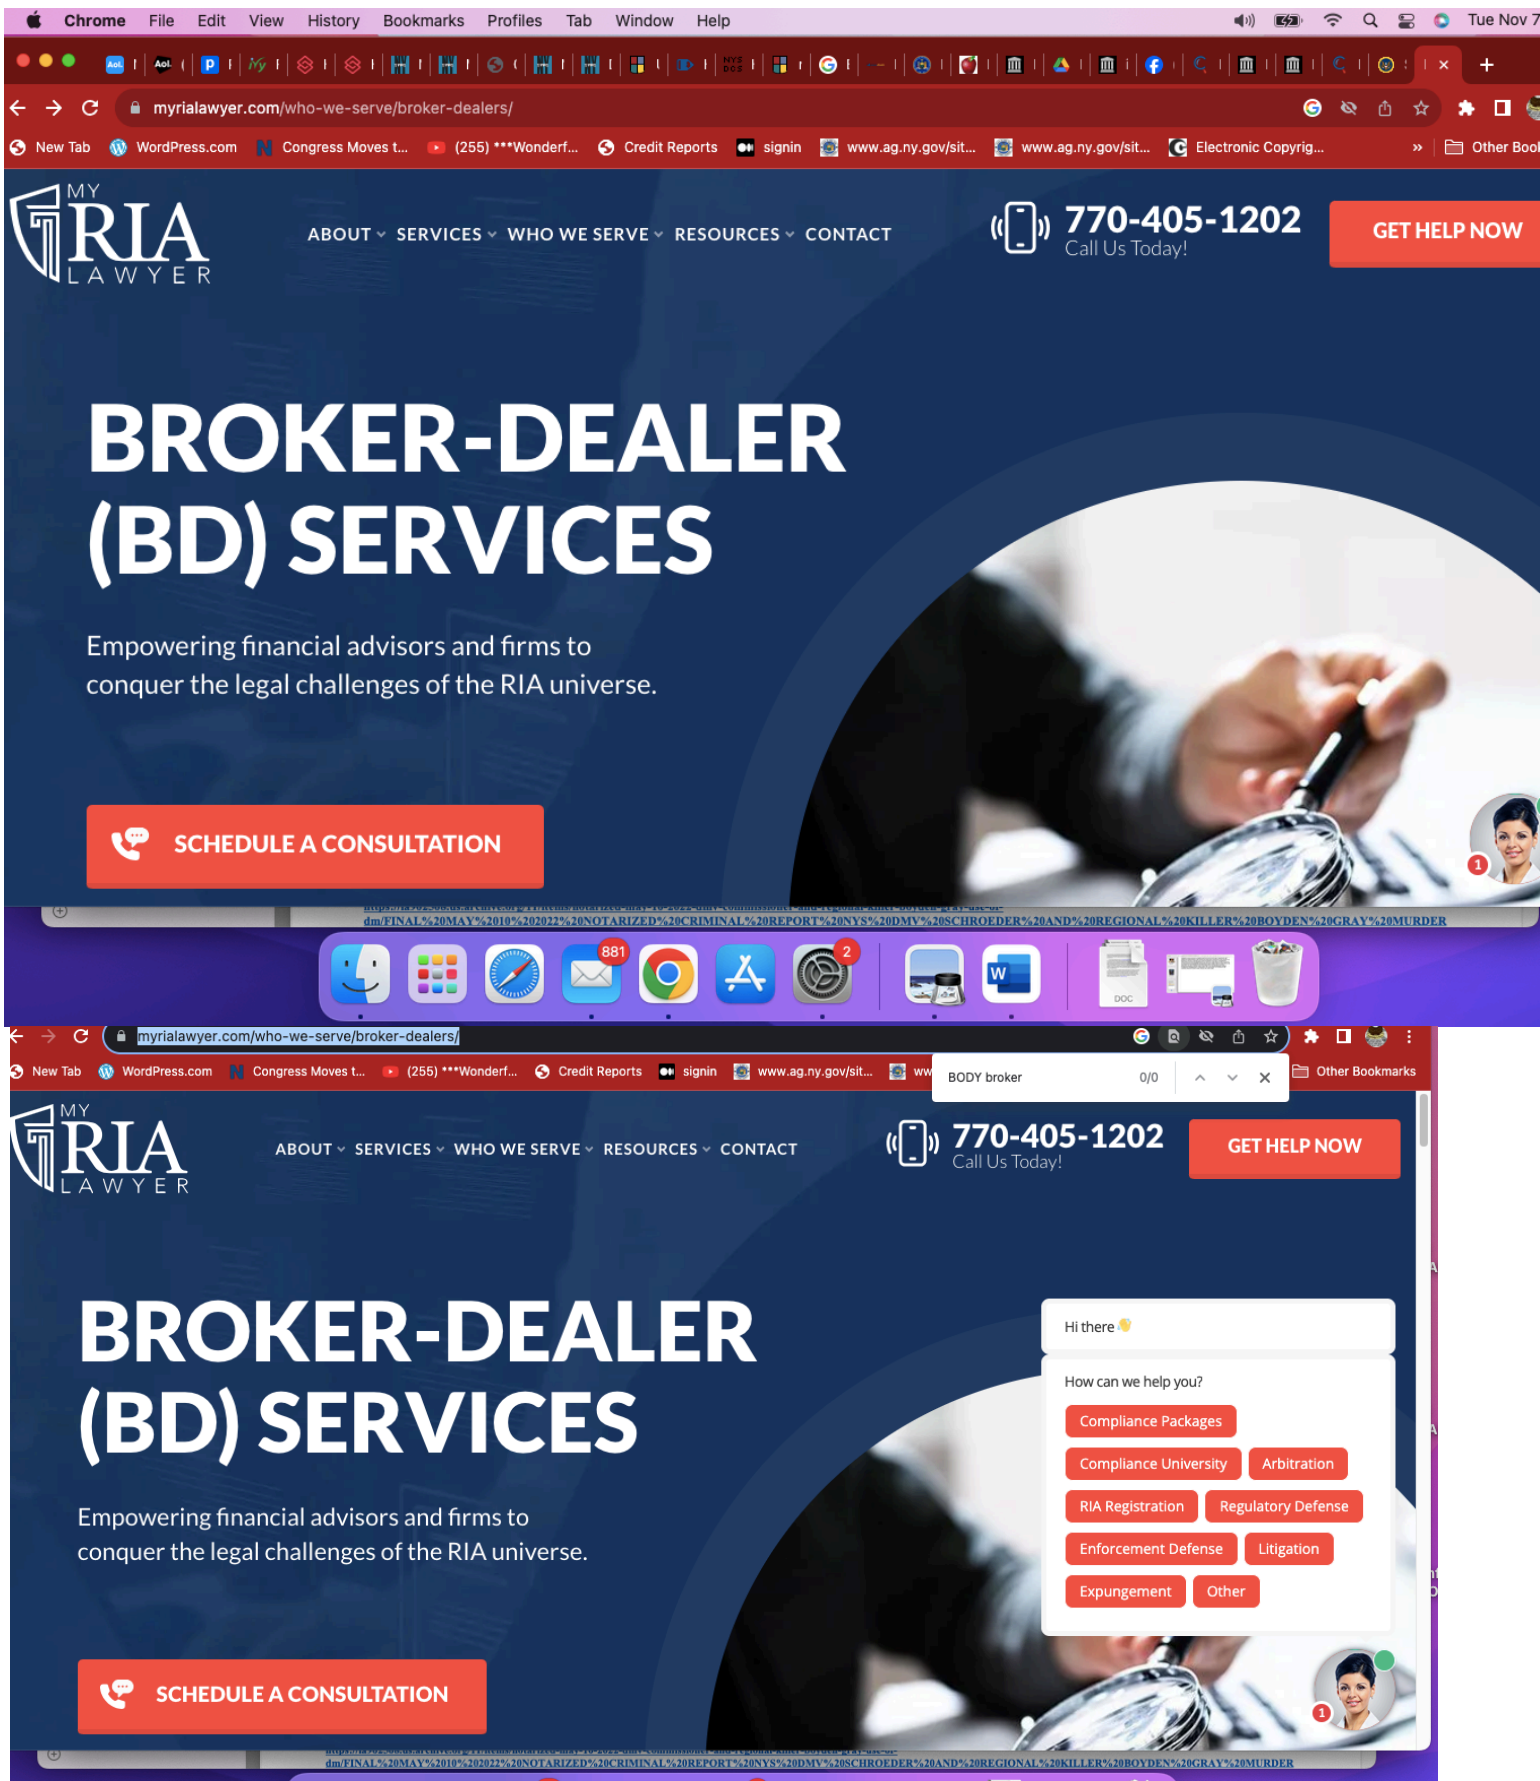 Chrome File Edit View History Bookmarks Profiles Tab Window Help Tue Nov 7
myrialawyer.com/who-we-serve/broker-dealers/
New Tab WordPress.com Congress Moves t... (255) ***Wonderf... Credit Reports signin www.ag.ny.gov/sit... www.ag.ny.gov/sit... Electronic Copyrig... » Other Book
MY
RIA
LAWYER
ABOUT SERVICES WHO WE SERVE RESOURCES CONTACT
770-405-1202
Call Us Today!
GET HELP NOW
BROKER-DEALER
(BD) SERVICES
Empowering financial advisors and firms to
conquer the legal challenges of the RIA universe.
SCHEDULE A CONSULTATION
1
dm/FINAL%20MAY%2010%202022%20NOTARIZED%20CRIMINAL%20REPORT%20NYS%20DMV%20SCHROEDER%20AND%20REGIONAL%20KILLER%20BOYDEN%20GRAY%20MURDER
881
2
W
DOC
myrialawyer.com/who-we-serve/broker-dealers/
New Tab WordPress.com Congress Moves t... (255) ***Wonderf... Credit Reports signin www.ag.ny.gov/sit... ww
BODY broker 0/0
Other Bookmarks
MY
RIA
LAWYER
ABOUT SERVICES WHO WE SERVE RESOURCES CONTACT
770-405-1202
Call Us Today!
GET HELP NOW
BROKER-DEALER
(BD) SERVICES
Hi there
How can we help you?
Compliance Packages
Compliance University Arbitration
RIA Registration Regulatory Defense
Enforcement Defense Litigation
Expungement Other
Empowering financial advisors and firms to
conquer the legal challenges of the RIA universe.
SCHEDULE A CONSULTATION
1
dm/FINAL%20MAY%2010%202022%20NOTARIZED%20CRIMINAL%20REPORT%20NYS%20DMV%20SCHROEDER%20AND%20REGIONAL%20KILLER%20BOYDEN%20GRAY%20MURDER